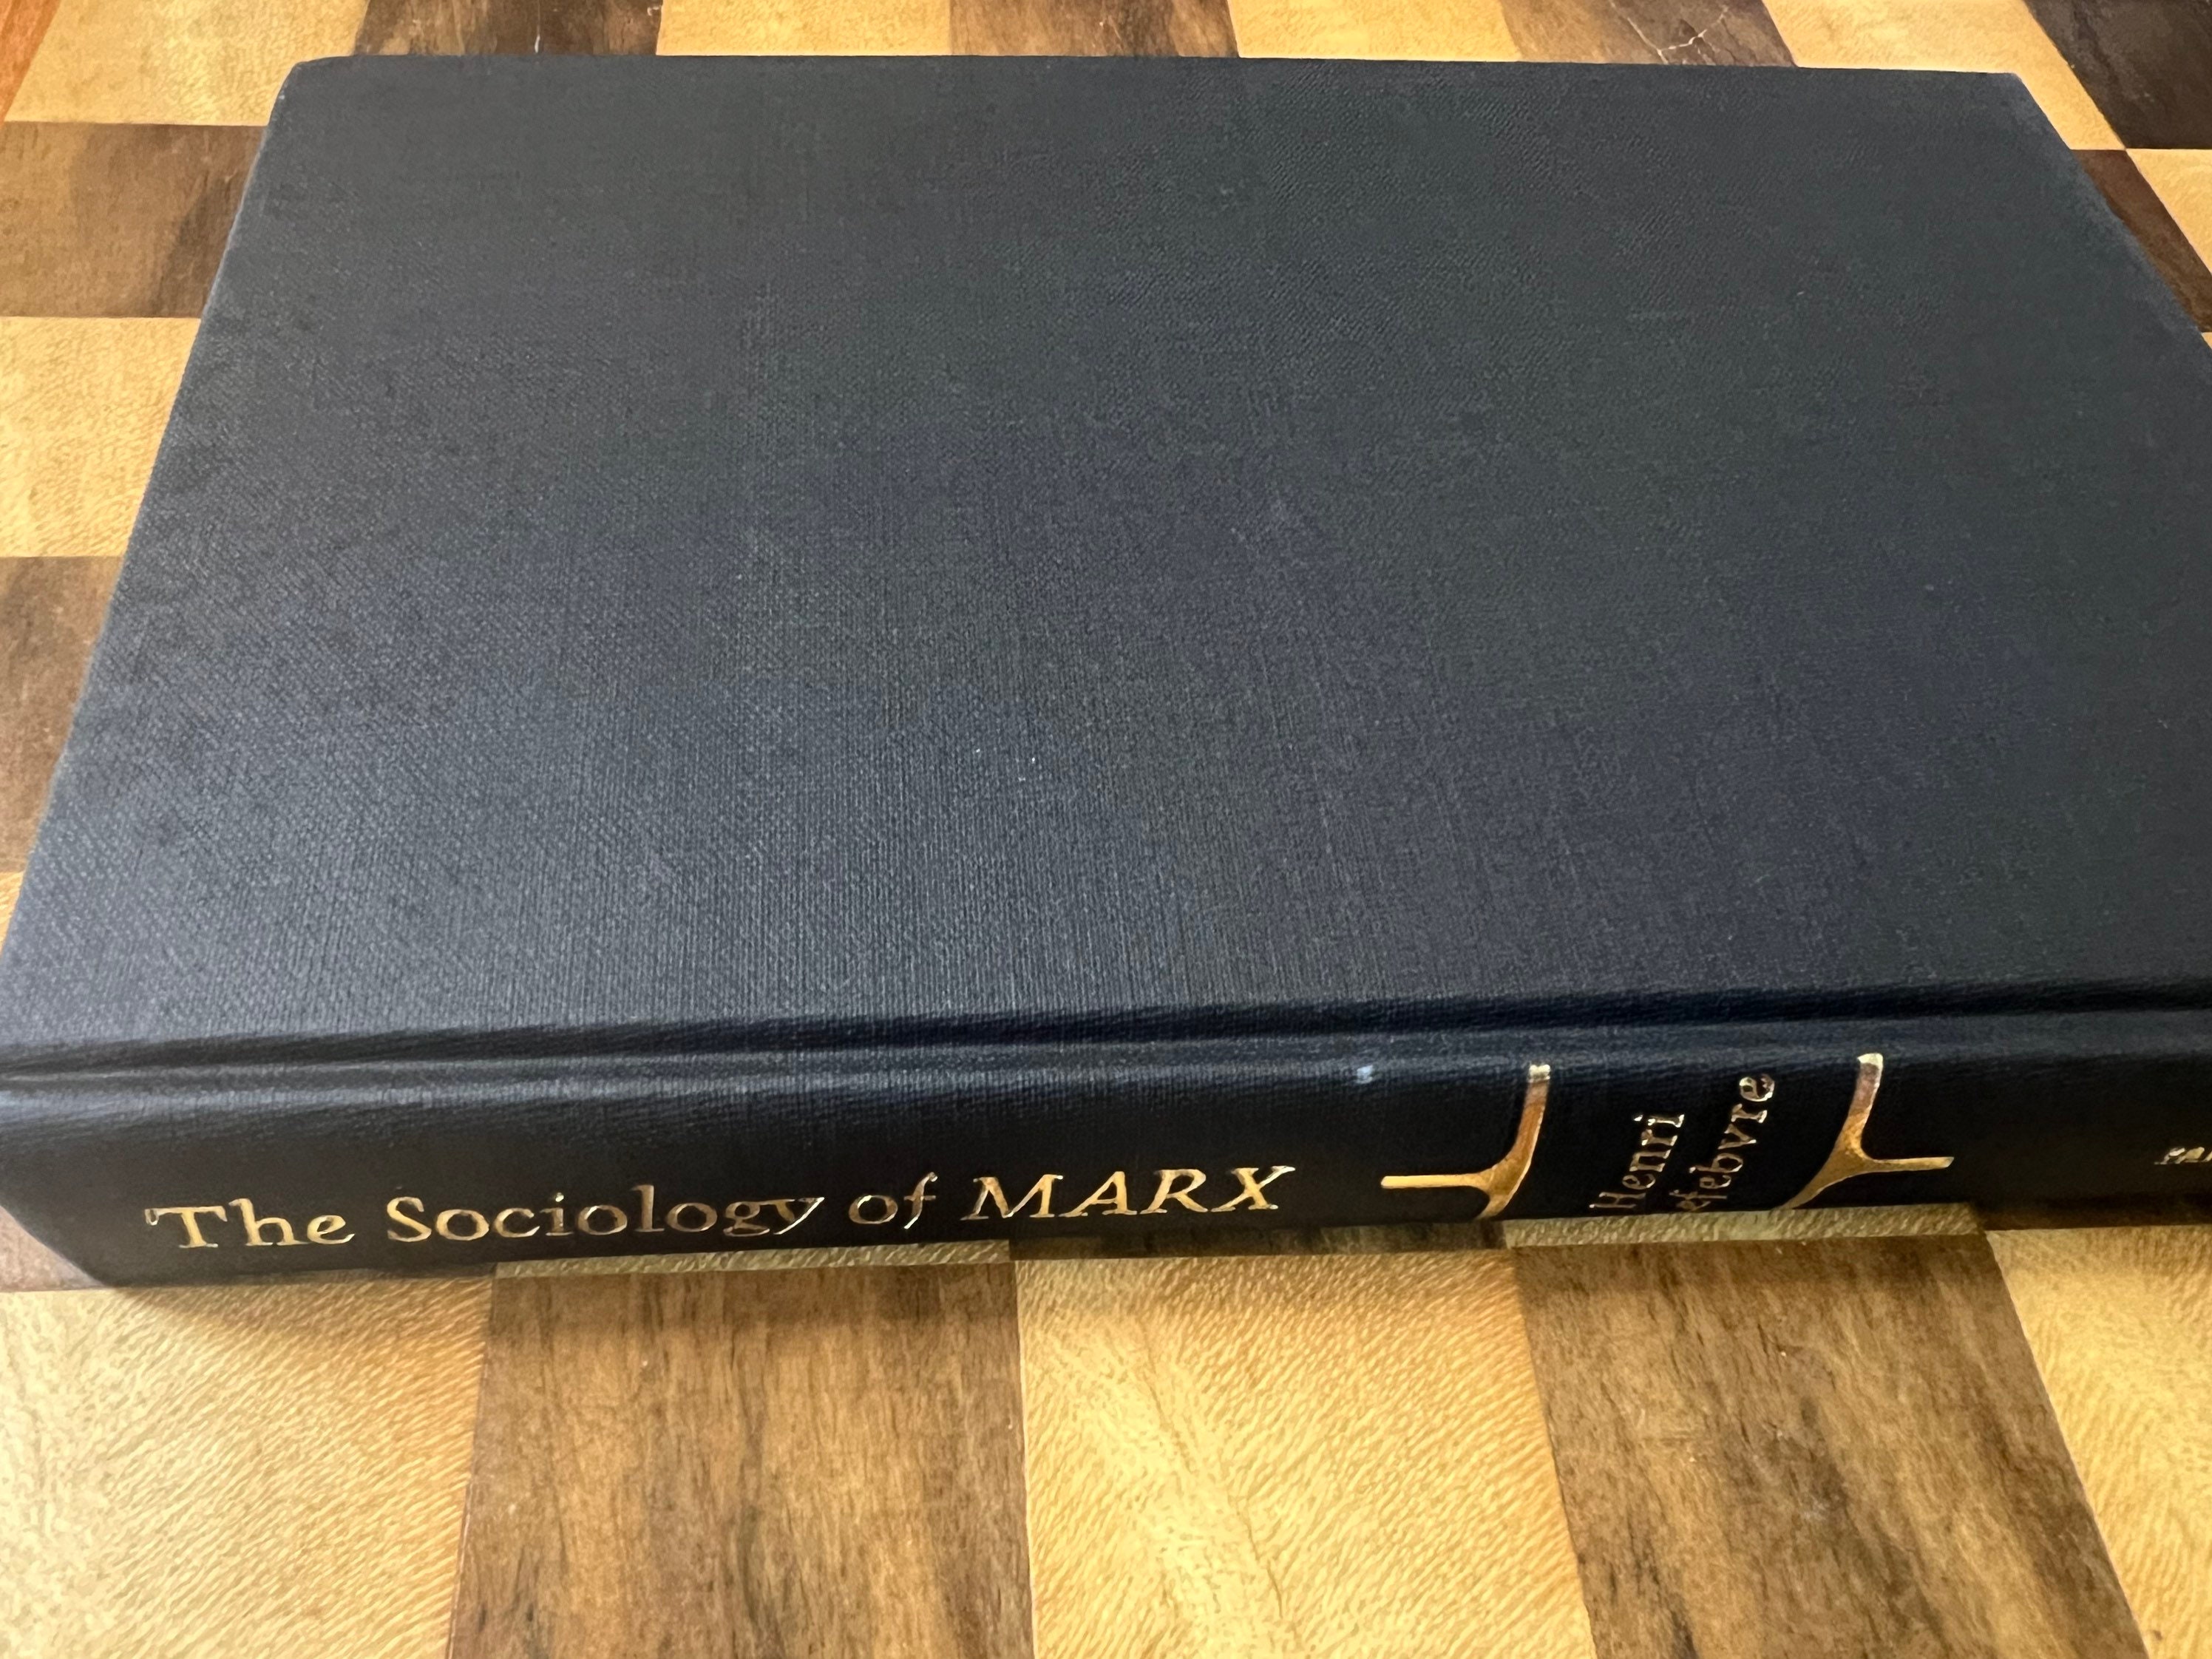 The Sociology of MARX
Henri
Lefebvre